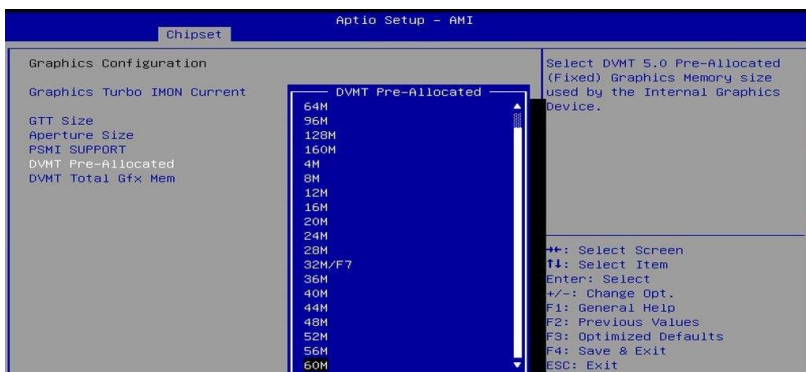 Aptio Setup - AMI
Chipset
Graphics Configuration
Graphics Turbo IMON Current
GTT Size
Aperture Size
PSMI SUPPORT
DVMT Pre-Allocated
DVMT Total Gfx Mem
DVMT Pre-Allocated
64M
96M
128M
160M
4M
8M
12M
16M
20M
24M
28M
32M/F7
36M
40M
44M
48M
52M
56M
60M
Select DVMT 5.0 Pre-Allocated
(Fixed) Graphics Memory size
used by the Internal Graphics
Device.
→←: Select Screen
↑↓: Select Item
Enter: Select
+/-: Change Opt.
F1: General Help
F2: Previous Values
F3: Optimized Defaults
F4: Save & Exit
ESC: Exit